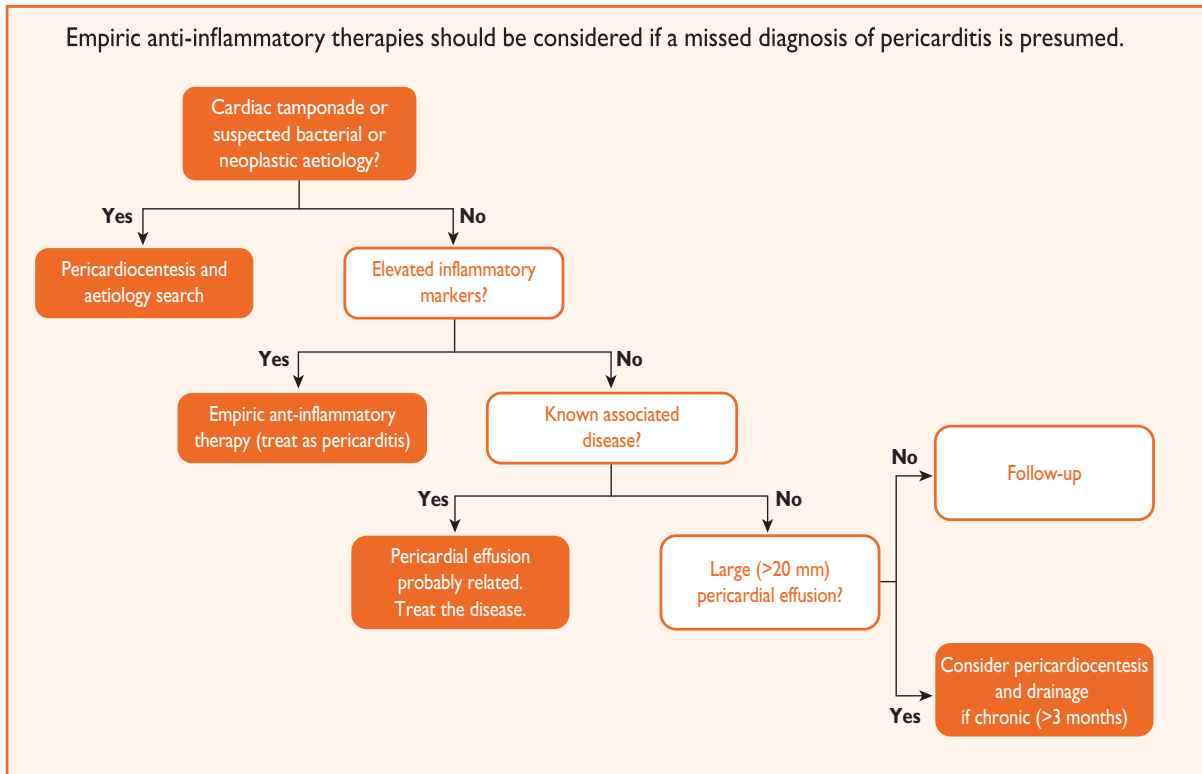 Empiric anti-inflammatory therapies should be considered if a missed diagnosis of pericarditis is presumed.
Cardiac tamponade or
suspected bacterial or
neoplastic aetiology?
Yes
No
Pericardiocentesis and
aetiology search
Elevated inflammatory
markers?
Yes
No
Empiric ant-inflammatory
therapy (treat as pericarditis)
Known associated
disease?
Yes
No
Pericardial effusion
probably related.
Treat the disease.
Large (>20 mm)
pericardial effusion?
No
Follow-up
Yes
Consider pericardiocentesis
and drainage
if chronic (>3 months)